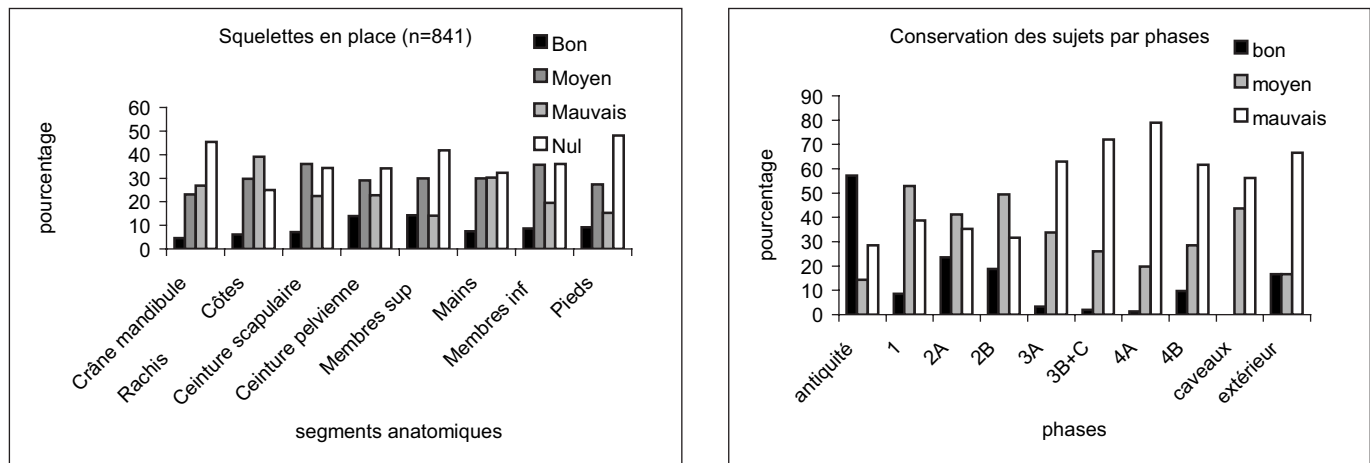 Squelettes en place (n=841)
Bon
Moyen
Mauvais
Nul
pourcentage
60
50
40
30
20
10
0
Crâne mandibule
Rachis
Côtes
Ceinture scapulaire
Ceinture pelvienne
Membres sup
Mains
Membres inf
Pieds
segments anatomiques
Conservation des sujets par phases
bon
moyen
mauvais
pourcentage
90
80
70
60
50
40
30
20
10
0
antiquité
1
2A
2B
3A
3B+C
4A
4B
caveaux
extérieur
phases